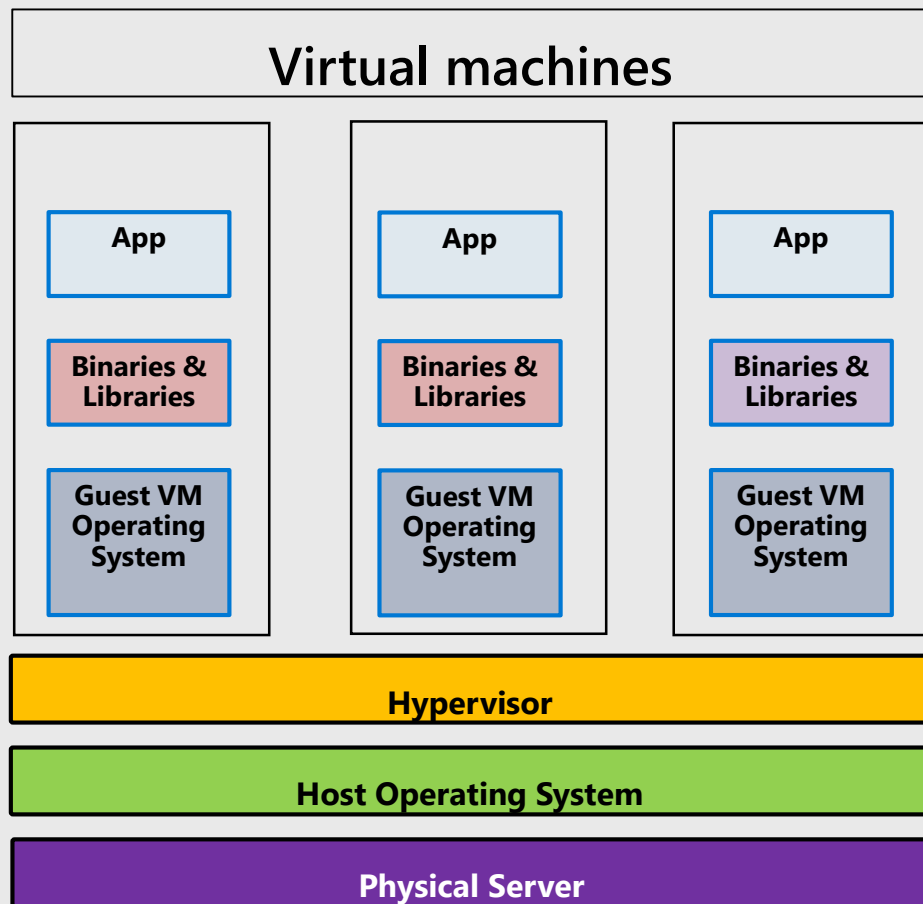 Virtual machines
App
App
App
Binaries &
Libraries
Binaries &
Libraries
Binaries &
Libraries
Guest VM
Operating
System
Guest VM
Operating
System
Guest VM
Operating
System
Hypervisor
Host Operating System
Physical Server